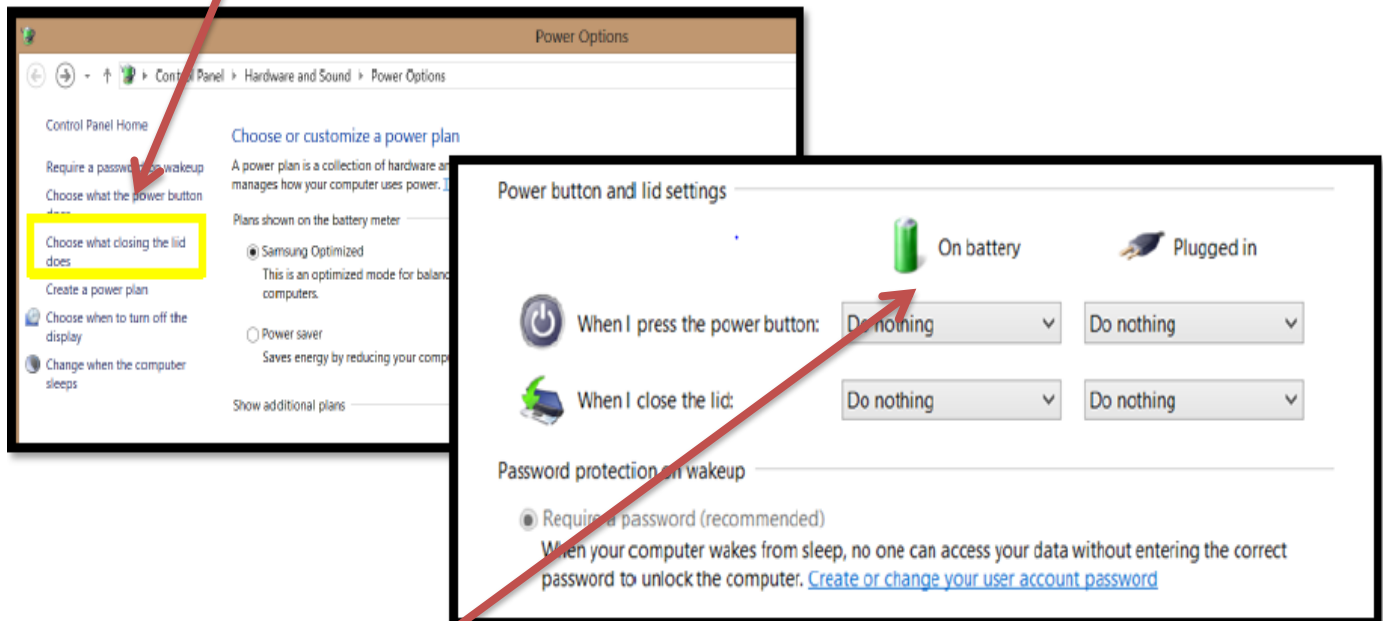 Power Options
Control Panel ▸ Hardware and Sound ▸ Power Options
Control Panel Home
Require a password on wakeup
Choose what the power button
does
Choose what closing the lid
does
Create a power plan
Choose when to turn off the
display
Change when the computer
sleeps
Choose or customize a power plan
A power plan is a collection of hardware
manages how your computer uses power.
Plans shown on the battery meter
Samsung Optimized
This is an optimized mode for
computers.
Power saver
Saves energy by reducing your
Show additional plans
Power button and lid settings
On battery
Plugged in
When I press the power button:
Do nothing
Do nothing
When I close the lid:
Do nothing
Do nothing
Password protection on wakeup
Require a password (recommended)
When your computer wakes from sleep, no one can access your data without entering the correct
password to unlock the computer. Create or change your user account password